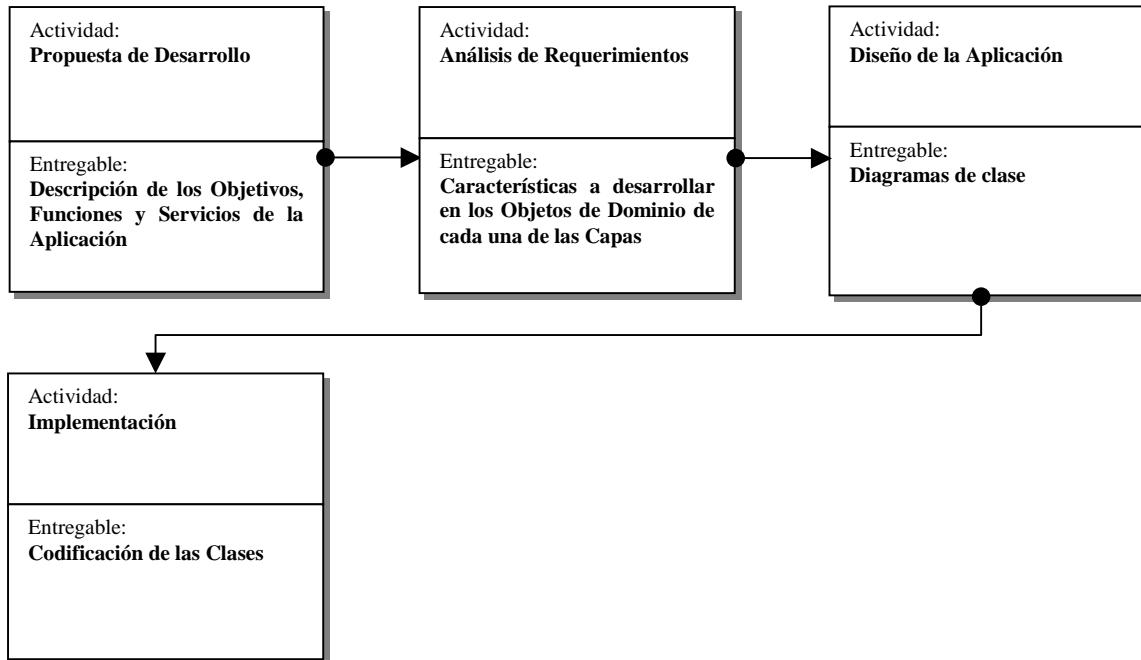 Actividad:
Propuesta de Desarrollo
Entregable:
Descripción de los Objetivos,
Funciones y Servicios de la
Aplicación
Actividad:
Análisis de Requerimientos
Entregable:
Características a desarrollar
en los Objetos de Dominio de
cada una de las Capas
Actividad:
Diseño de la Aplicación
Entregable:
Diagramas de clase
Actividad:
Implementación
Entregable:
Codificación de las Clases